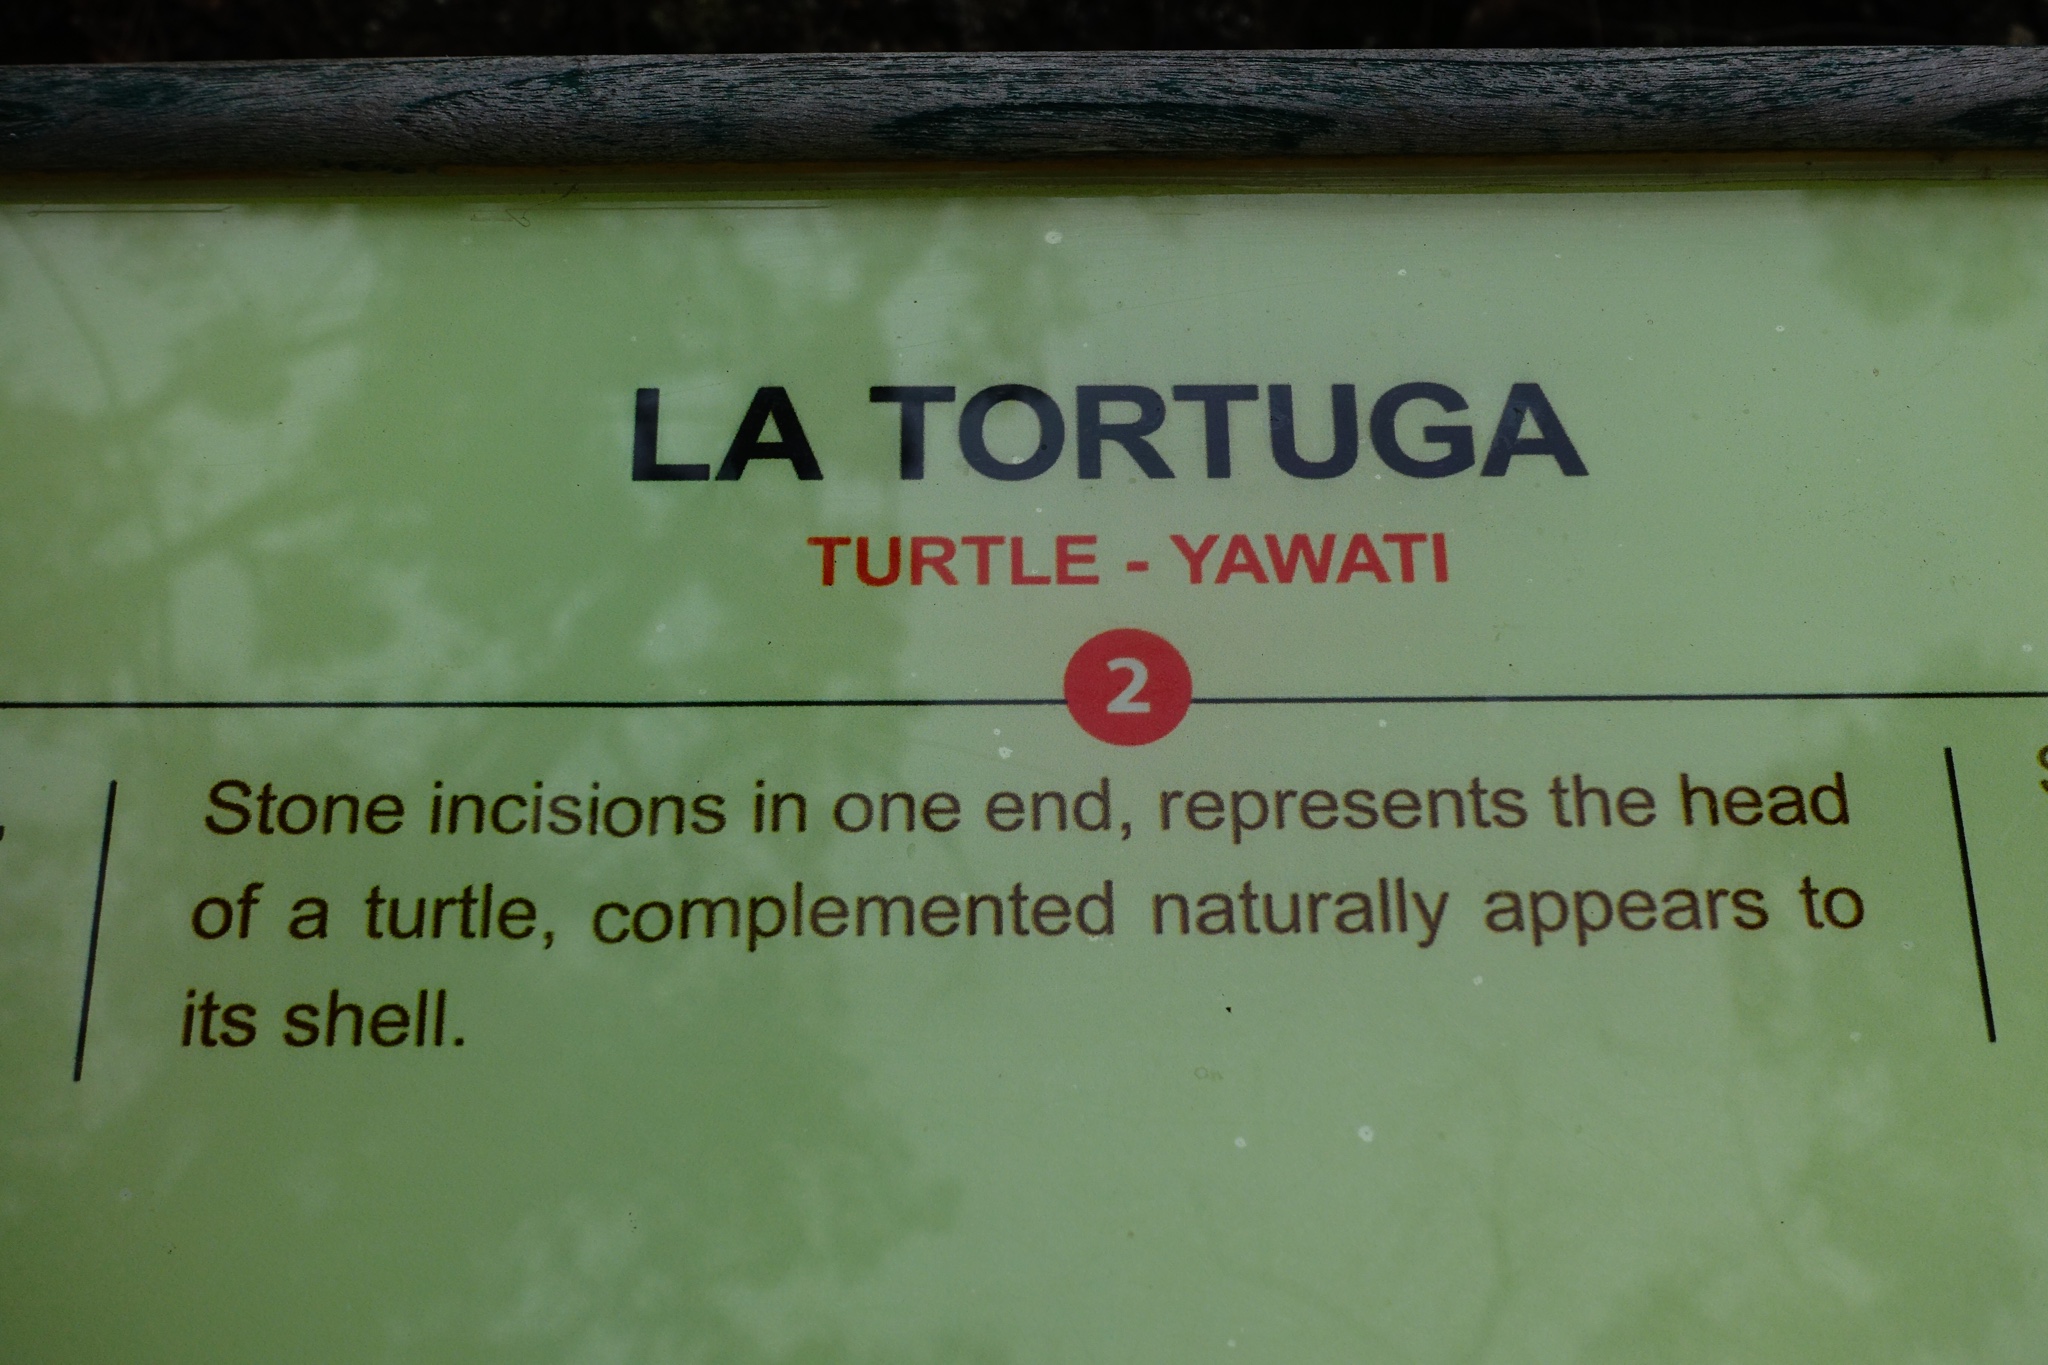 LA TORTUGA
TURTLE - YAWATI
2
Stone incisions in one end, represents the head
of a turtle, complemented naturally appears to
its shell.